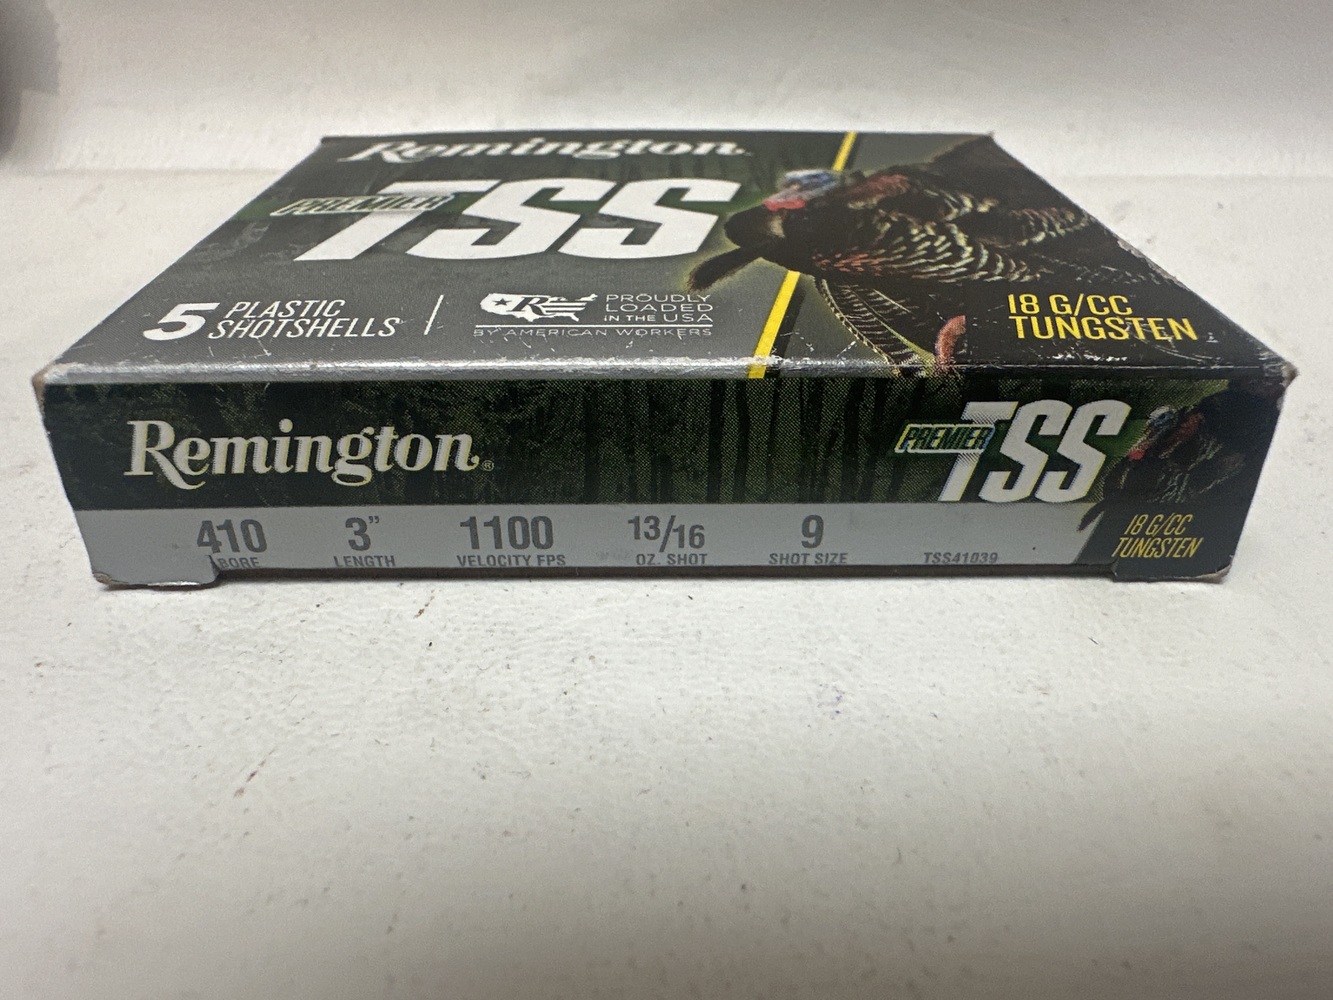 Remington.
PREMIER
TSS
5 PLASTIC
SHOTSHELLS
R
PROUDLY
LOADED
IN THE USA
BY AMERICAN WORKERS
18 G/CC
TUNGSTEN
Remington®
PREMIER
TSS
410
BORE
3”
LENGTH
1100
VELOCITY FPS
13/16
OZ. SHOT
9
SHOT SIZE
TSS41039
18 G/CC
TUNGSTEN